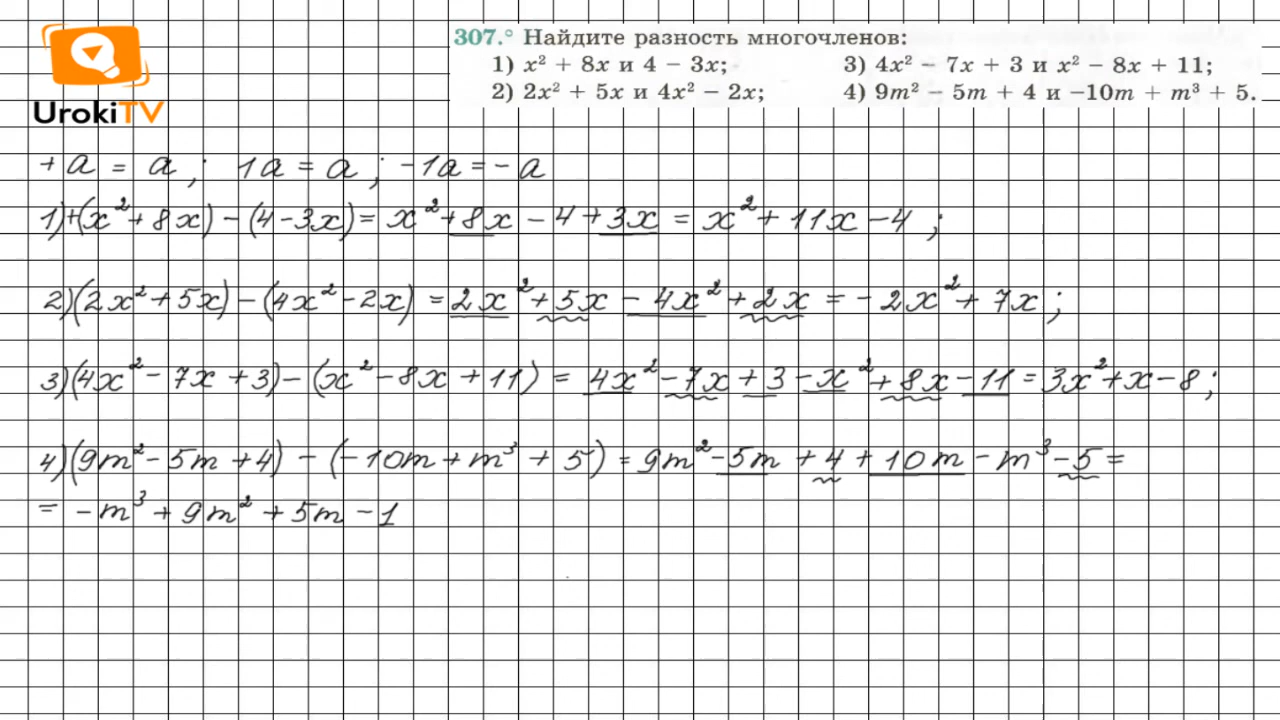 UrokiTV
307.° Найдите разность многочленов:
1) x² + 8x и 4 − 3x;
2) 2x² + 5x и 4x² − 2x;
3) 4x² − 7x + 3 и x² − 8x + 11;
4) 9m² − 5m + 4 и −10m + m³ + 5.
+a = a; 1a = a; -1a = -a
1)+(x²+8x)-(4-3x)= x²+8x-4+3x = x²+11x-4;
2)(2x²+5x)-(4x²-2x) = 2x²+5x-4x²+2x = -2x²+7x;
3)(4x²-7x+3)-(x²-8x+11) = 4x²-7x+3-x²+8x-11 = 3x²+x-8;
4)(9m²-5m+4)-(-10m+m³+5) = 9m²-5m+4+10m-m³-5 =
= -m³+9m²+5m-1